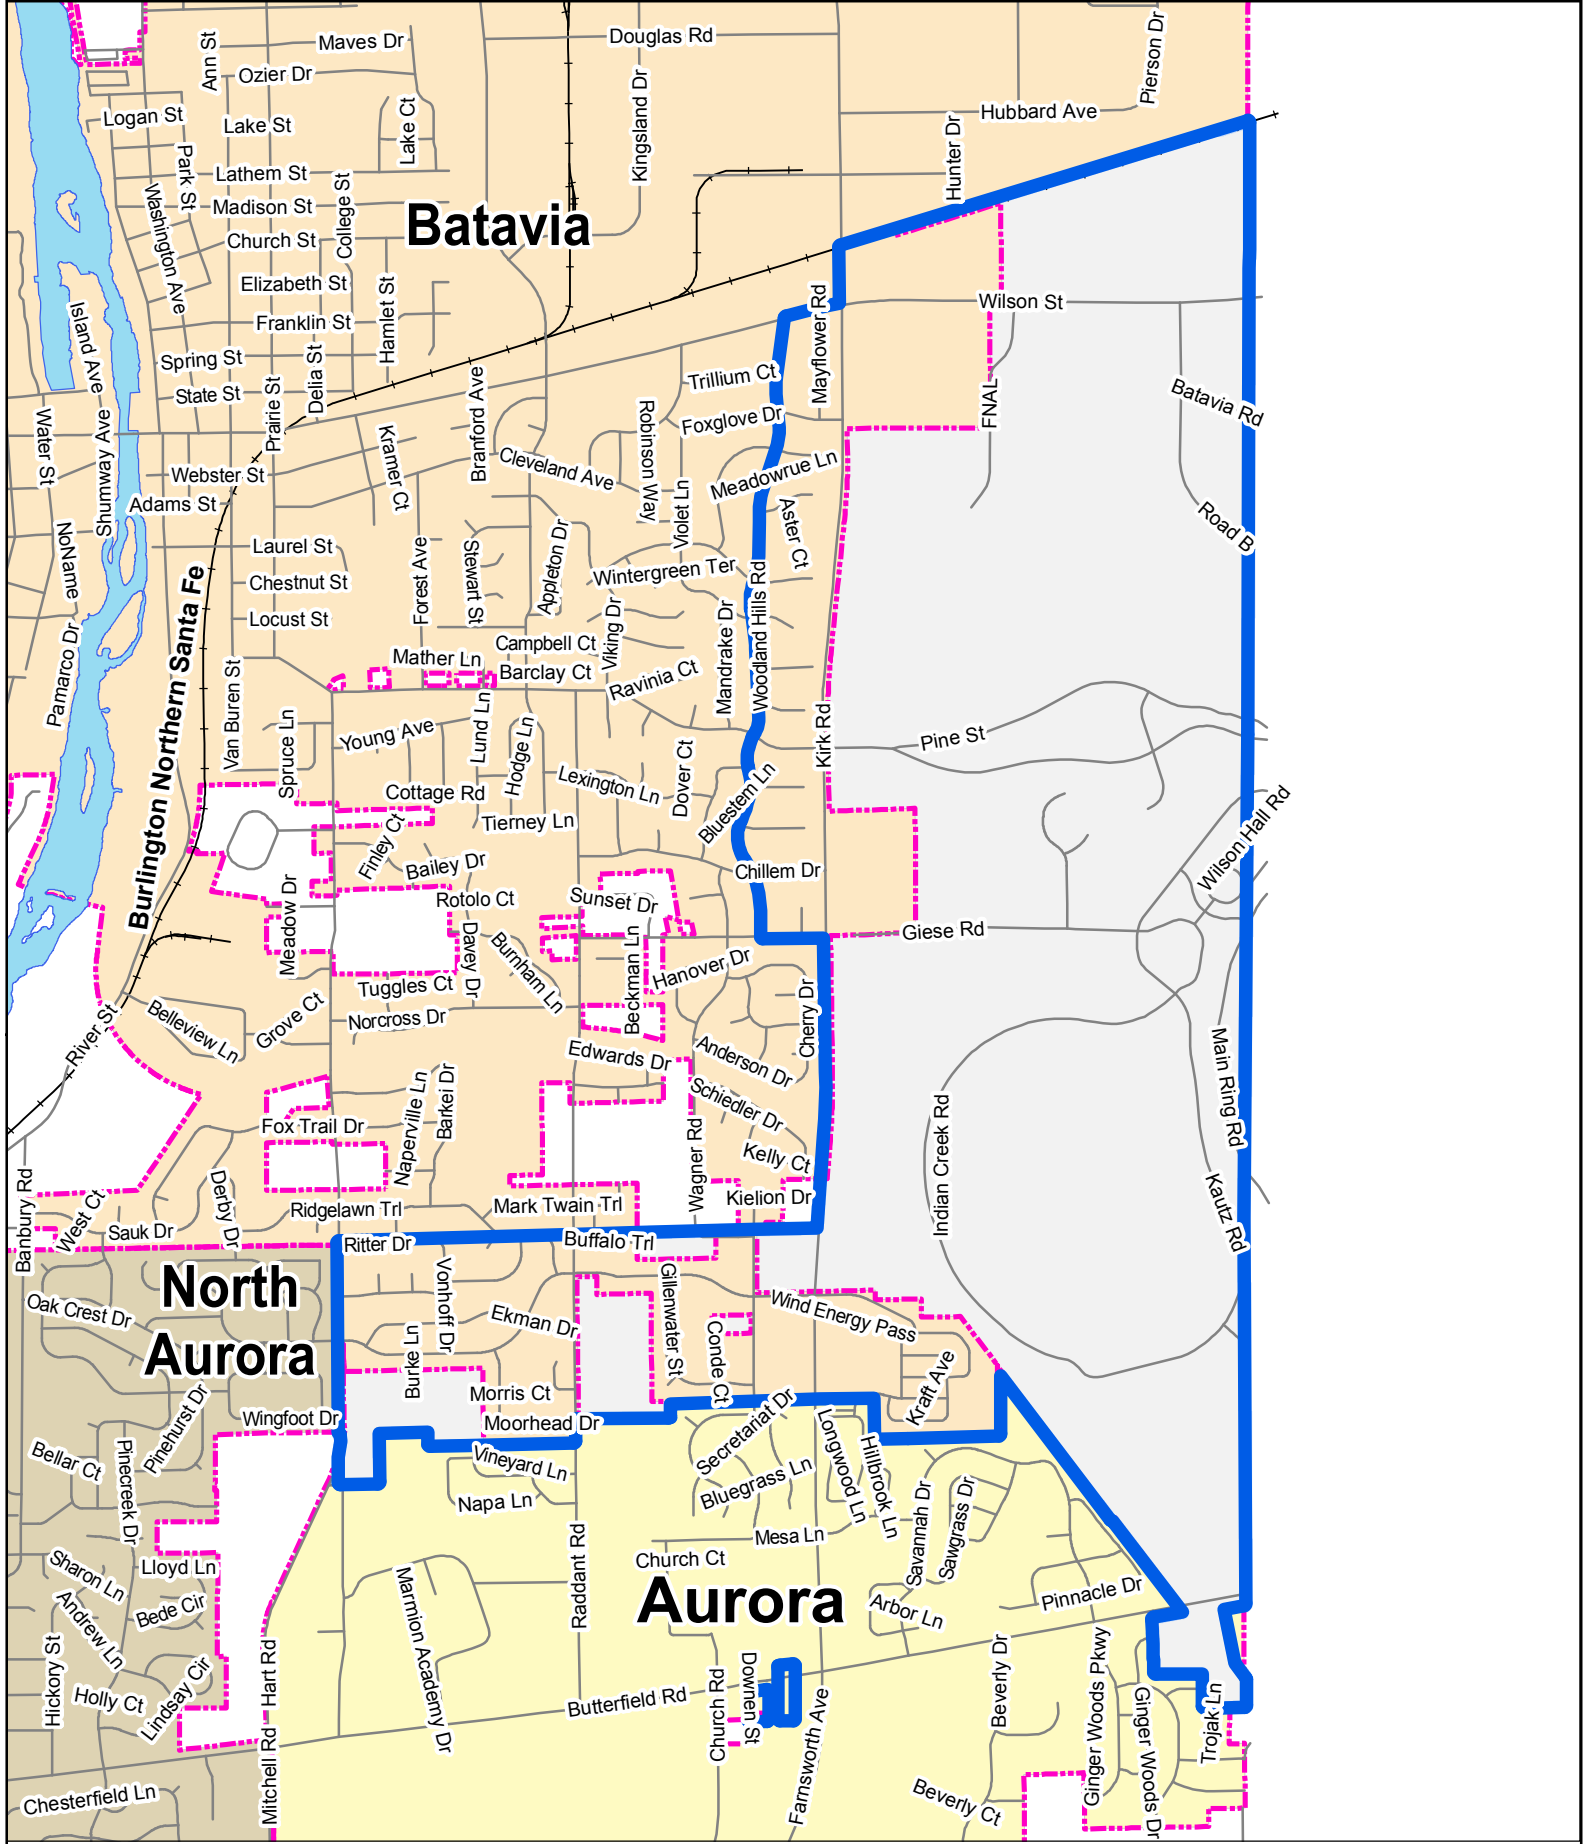 Maves Dr
Ann St
Douglas Rd
Pierson Dr
Ozier Dr
Kingsland Dr
Logan St
Lake St
Lake Ct
Hubbard Ave
Hunter Dr
Park St
Lathem St
Washington Ave
Madison St
College St
Batavia
Church St
Elizabeth St
Hamlet St
Island Ave
Franklin St
Mayflower Rd
Wilson St
Spring St
Delia St
State St
Prairie St
Trillium Ct
FNAL
Batavia Rd
Branford Ave
Robinson Way
Foxglove Dr
Water St
Shumway Ave
Kramer Ct
Webster St
Cleveland Ave
Meadowrue Ln
Adams St
Violet Ln
Aster Ct
Road B
NoName
Laurel St
Forest Ave
Stewart St
Appleton Dr
Wintergreen Ter
Chestnut St
Locust St
Viking Dr
Mandrake Dr
Woodland Hills Rd
Burlington Northern Santa Fe
Pamarco Dr
Campbell Ct
Mather Ln
Barclay Ct
Ravinia Ct
Van Buren St
Spruce Ln
Young Ave
Lund Ln
Hodge Ln
Kirk Rd
Pine St
Dover Ct
Lexington Ln
Cottage Rd
Bluestem Ln
Tierney Ln
Finley Ct
Wilson Hall Rd
Bailey Dr
Chillem Dr
Rotolo Ct
Sunset Dr
Meadow Dr
Davey Dr
Burnham Ln
Beckman Ln
Giese Rd
Hanover Dr
Tuggles Ct
Cherry Dr
River St
Belleview Ln
Grove Ct
Norcross Dr
Edwards Dr
Anderson Dr
Main Ring Rd
Naperville Ln
Barkei Dr
Schiedler Dr
Fox Trail Dr
Indian Creek Rd
Wagner Rd
Kelly Ct
Banbury Rd
West Ct
Derby Dr
Ridgelawn Trl
Mark Twain Trl
Kielion Dr
Kautz Rd
Sauk Dr
Ritter Dr
Buffalo Trl
North
Aurora
Oak Crest Dr
Vonhoff Dr
Ekman Dr
Gillenwater St
Wind Energy Pass
Burke Ln
Conde Ct
Kraft Ave
Morris Ct
Pinehurst Dr
Wingfoot Dr
Moorhead Dr
Secretariat Dr
Longwood Ln
Hillbrook Ln
Bellar Ct
Pinecreek Dr
Vineyard Ln
Bluegrass Ln
Napa Ln
Savannah Dr
Sawgrass Dr
Mesa Ln
Raddant Rd
Church Ct
Sharon Ln
Lloyd Ln
Marmion Academy Dr
Aurora
Pinnacle Dr
Andrew Ln
Bede Cir
Arbor Ln
Hickory St
Hart Rd
Beverly Dr
Ginger Woods Pkwy
Lindsay Cir
Holly Ct
Butterfield Rd
Church Rd
Downen St
Farnsworth Ave
Ginger Woods Dr
Trojak Ln
Mitchell Rd
Chesterfield Ln
Beverly Ct